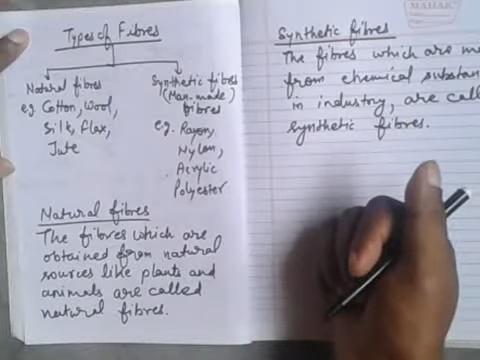 Types of Fibres
Natural fibres
eg. Cotton, Wool,
Silk, Flax,
Jute
Synthetic fibres
(Man-made)
fibres
eg. Rayon,
Nylon,
Acrylic
Polyester
Natural fibres
The fibres which are
obtained from natural
sources like plants and
animals are called
natural fibres.
MAHAK
Synthetic fibres
The fibres which are
from chemical
in industry, are
synthetic fibres.